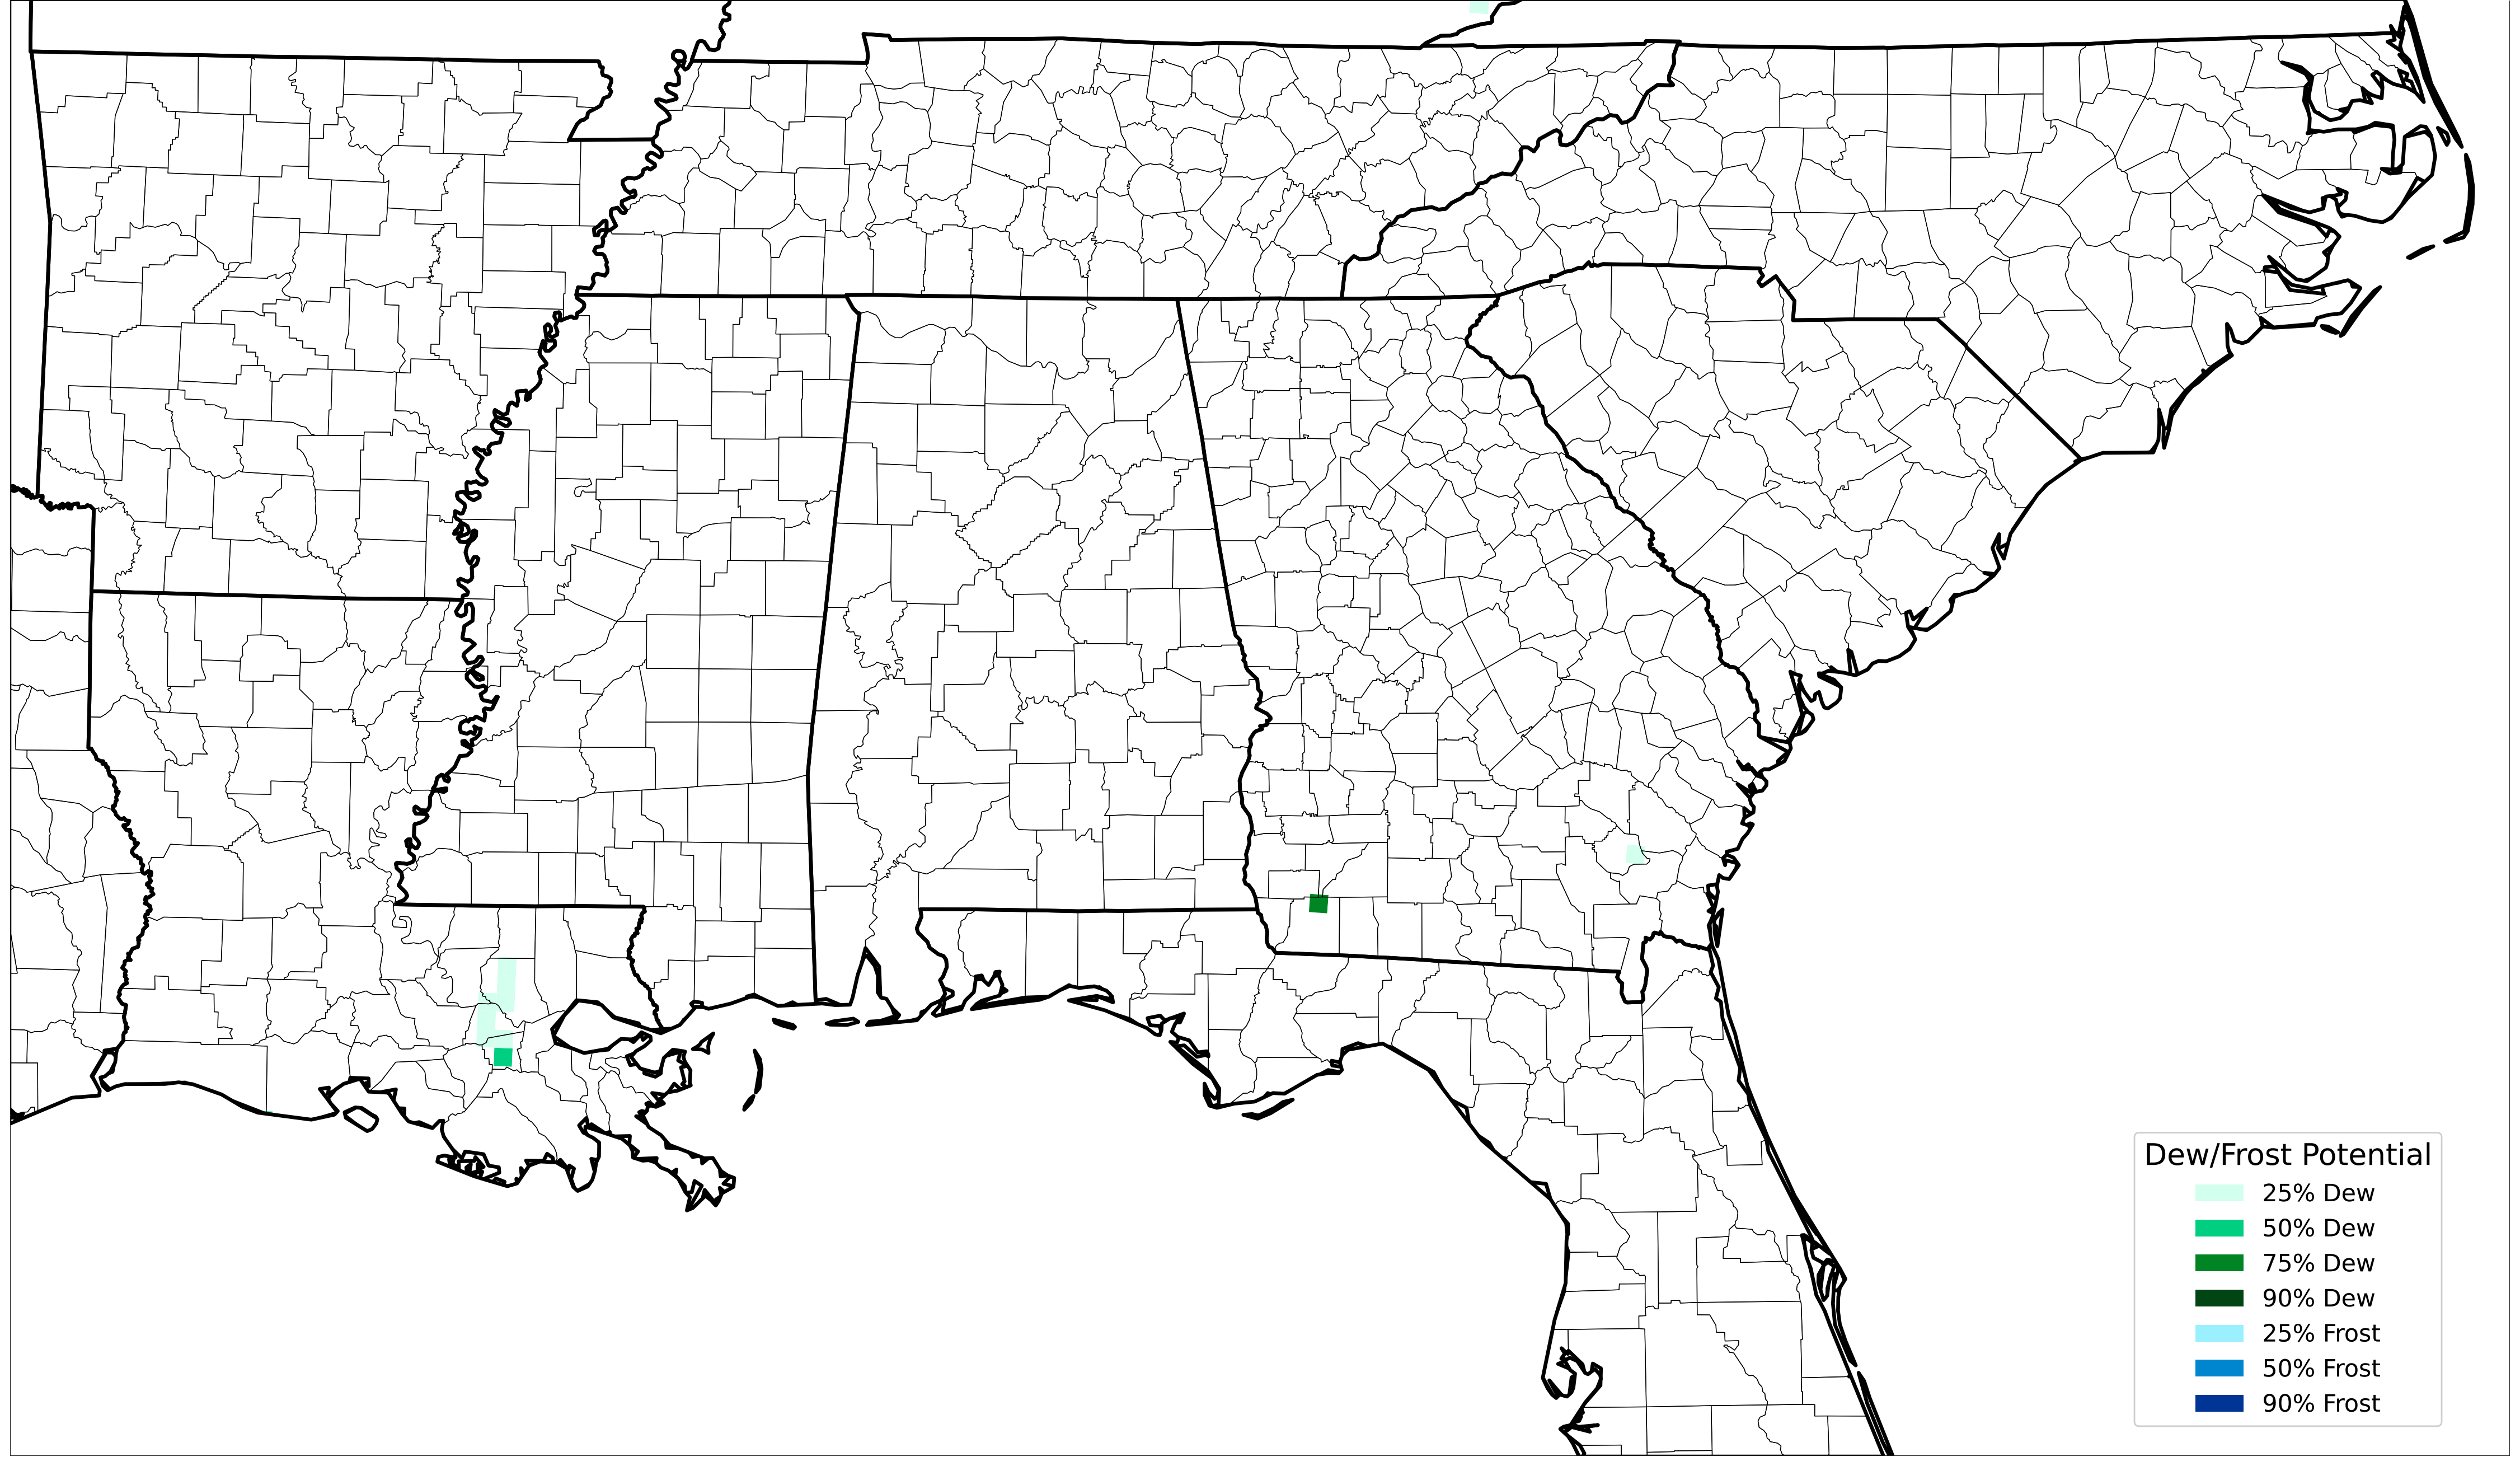 Dew/Frost Potential
25% Dew
50% Dew
75% Dew
90% Dew
25% Frost
50% Frost
90% Frost